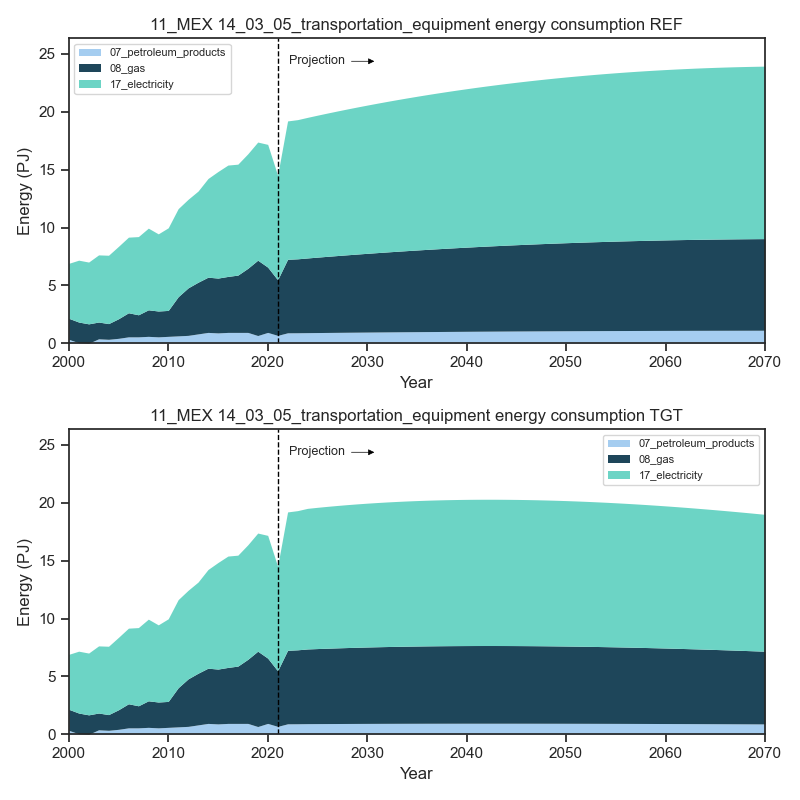 11_MEX 14_03_05_transportation_equipment energy consumption REF
07_petroleum_products
08_gas
17_electricity
Projection
25
20
15
10
5
0
Energy (PJ)
2000 2010 2020 2030 2040 2050 2060 2070
Year
11_MEX 14_03_05_transportation_equipment energy consumption TGT
Projection
07_petroleum_products
08_gas
17_electricity
25
20
15
10
5
0
Energy (PJ)
2000 2010 2020 2030 2040 2050 2060 2070
Year